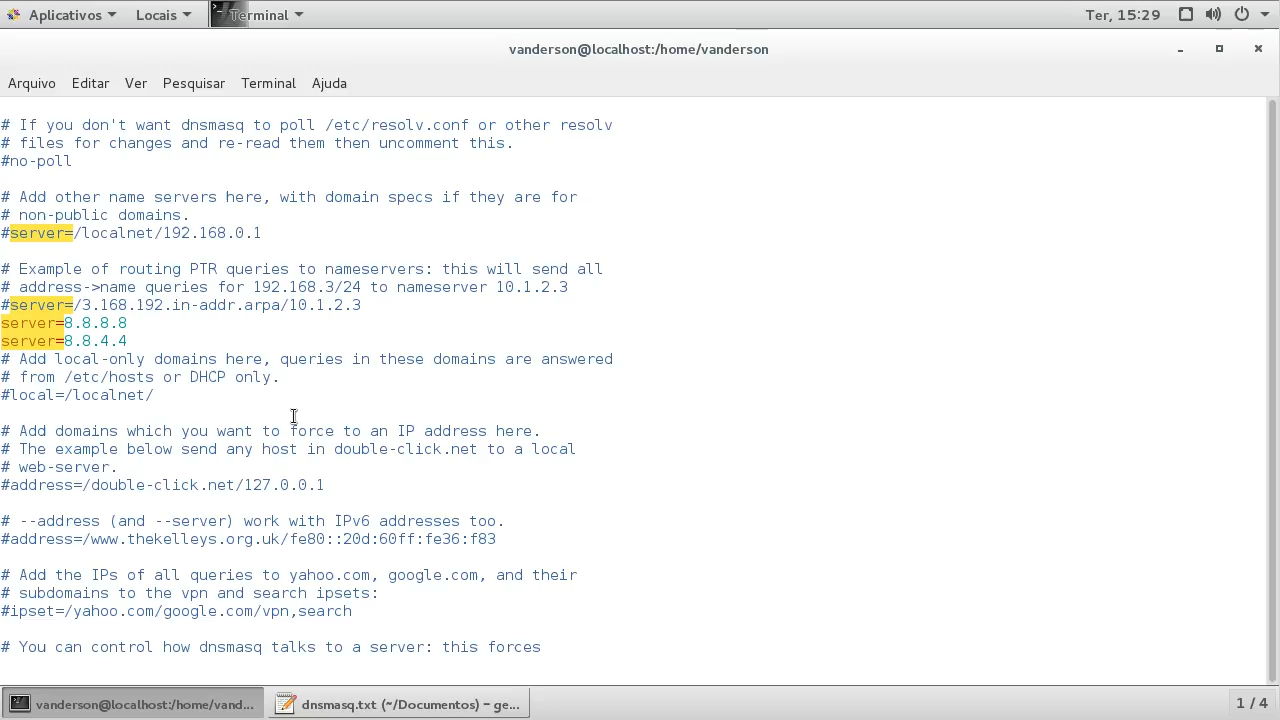 Aplicativos Locais Terminal Ter, 15:29
vanderson@localhost:/home/vanderson
Arquivo Editar Ver Pesquisar Terminal Ajuda
# If you don't want dnsmasq to poll /etc/resolv.conf or other resolv
# files for changes and re-read them then uncomment this.
#no-poll
# Add other name servers here, with domain specs if they are for
# non-public domains.
#server=/localnet/192.168.0.1
# Example of routing PTR queries to nameservers: this will send all
# address->name queries for 192.168.3/24 to nameserver 10.1.2.3
#server=/3.168.192.in-addr.arpa/10.1.2.3
server=8.8.8.8
server=8.8.4.4
# Add local-only domains here, queries in these domains are answered
# from /etc/hosts or DHCP only.
#local=/localnet/
# Add domains which you want to force to an IP address here.
# The example below send any host in double-click.net to a local
# web-server.
#address=/double-click.net/127.0.0.1
# --address (and --server) work with IPv6 addresses too.
#address=/www.thekelleys.org.uk/fe80::20d:60ff:fe36:f83
# Add the IPs of all queries to yahoo.com, google.com, and their
# subdomains to the vpn and search ipsets:
#ipset=/yahoo.com/google.com/vpn,search
# You can control how dnsmasq talks to a server: this forces
vanderson@localhost:/home/vand... dnsmasq.txt (~/Documentos) – ge... 1 / 4